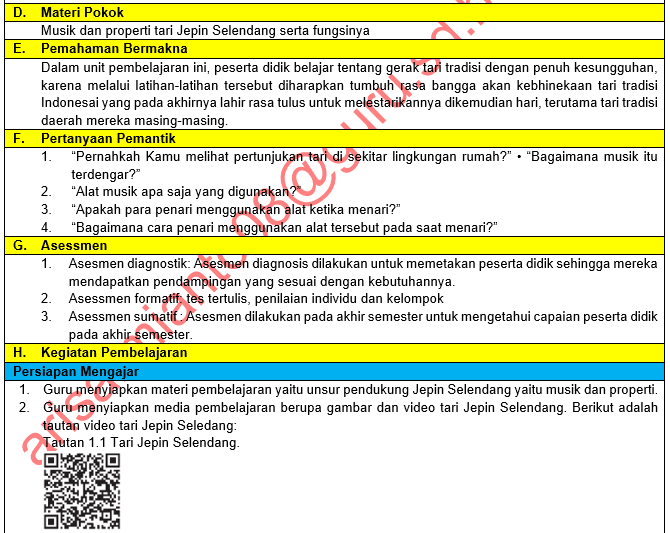 D. Materi Pokok
Musik dan properti tari Jepin Selendang serta fungsinya
E. Pemahaman Bermakna
Dalam unit pembelajaran ini, peserta didik belajar tentang gerak tari tradisi dengan penuh kesungguhan,
karena melalui latihan-latihan tersebut diharapkan tumbuh rasa bangga akan kebhinekaan tari tradisi
Indonesai yang pada akhirnya lahir rasa tulus untuk melestarikannya dikemudian hari, terutama tari tradisi
daerah mereka masing-masing.
F. Pertanyaan Pemantik
1. “Pernahkah Kamu melihat pertunjukan tari di sekitar lingkungan rumah?” • “Bagaimana musik itu
terdengar?”
2. “Alat musik apa saja yang digunakan?”
3. “Apakah para penari menggunakan alat ketika menari?”
4. “Bagaimana cara penari menggunakan alat tersebut pada saat menari?”
G. Asessmen
1. Asesmen diagnostik: Asesmen diagnosis dilakukan untuk memetakan peserta didik sehingga mereka
mendapatkan pendampingan yang sesuai dengan kebutuhannya.
2. Asessmen formatif: tes tertulis, penilaian individu dan kelompok
3. Asessmen sumatif : Asesmen dilakukan pada akhir semester untuk mengetahui capaian peserta didik
pada akhir semester.
H. Kegiatan Pembelajaran
Persiapan Mengajar
1. Guru menyiapkan materi pembelajaran yaitu unsur pendukung Jepin Selendang yaitu musik dan properti.
2. Guru menyiapkan media pembelajaran berupa gambar dan video tari Jepin Selendang. Berikut adalah
tautan video tari Jepin Seledang:
Tautan 1.1 Tari Jepin Selendang.